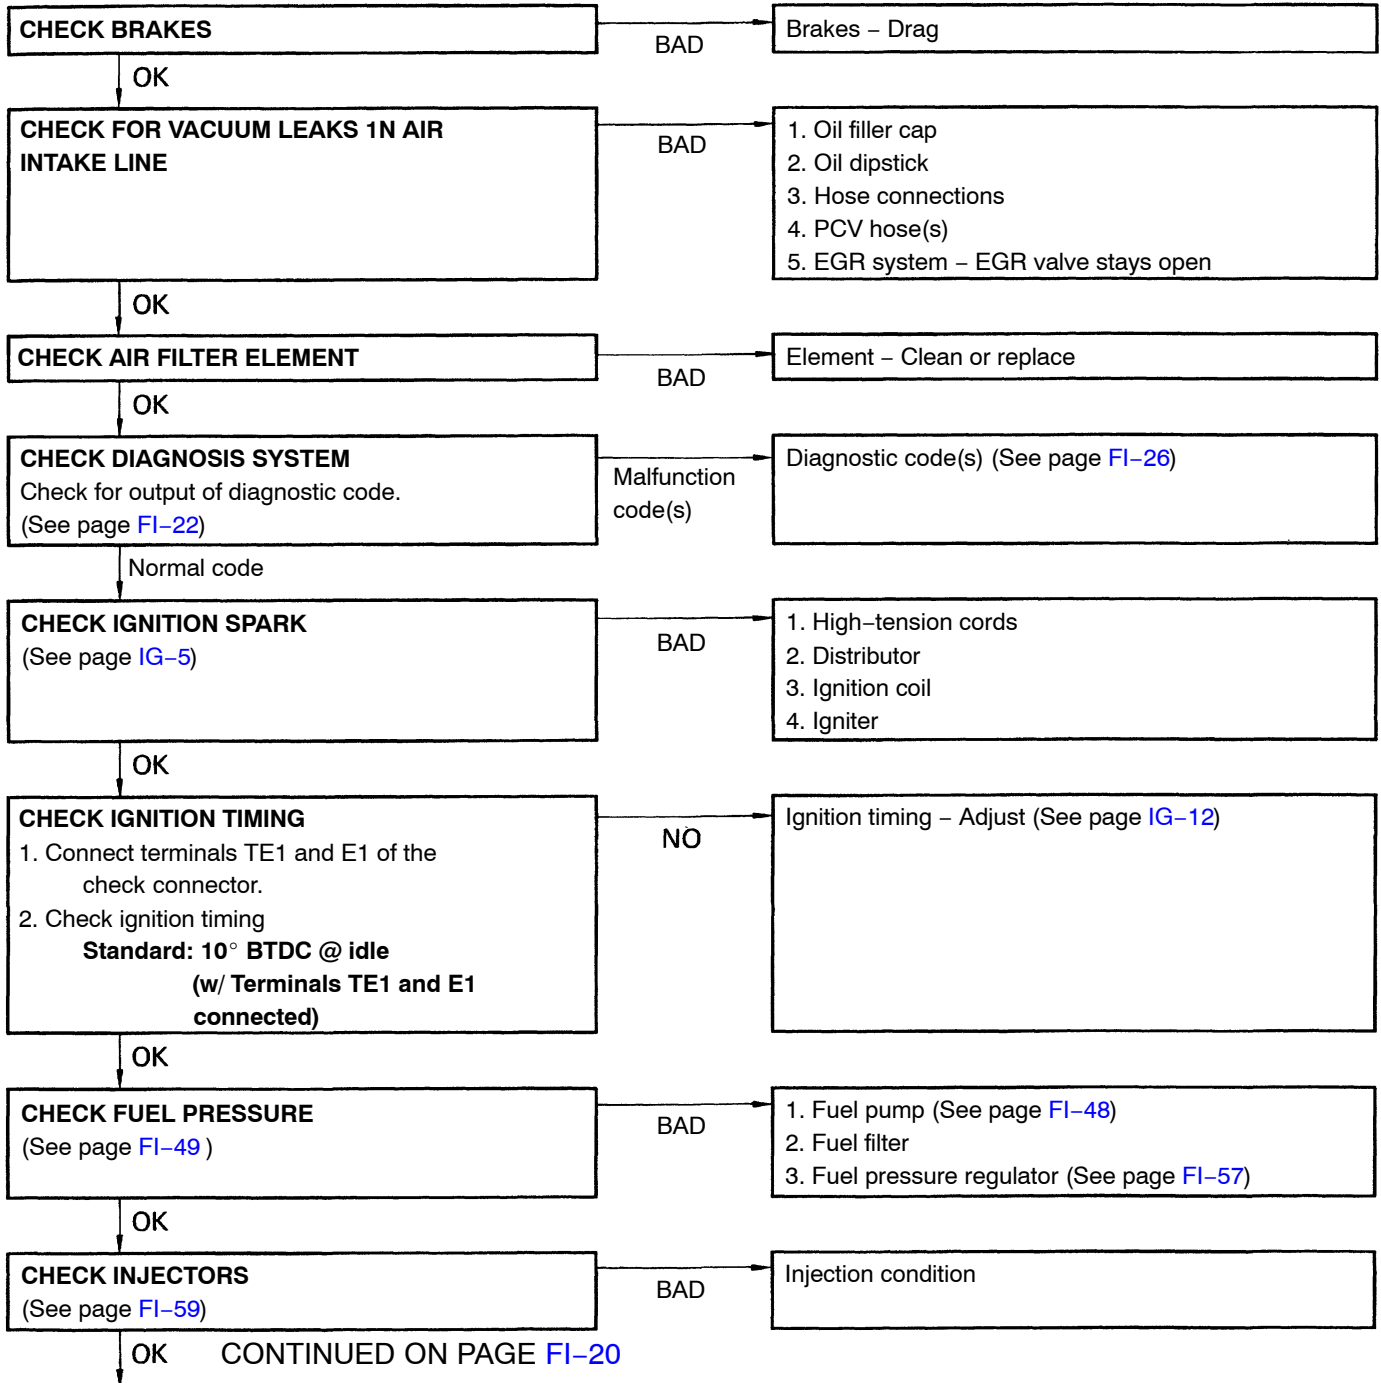 CHECK BRAKES
BAD
Brakes – Drag
OK
CHECK FOR VACUUM LEAKS 1N AIR
INTAKE LINE
BAD
1. Oil filler cap
2. Oil dipstick
3. Hose connections
4. PCV hose(s)
5. EGR system – EGR valve stays open
OK
CHECK AIR FILTER ELEMENT
BAD
Element – Clean or replace
OK
CHECK DIAGNOSIS SYSTEM
Check for output of diagnostic code.
(See page FI–22)
Malfunction
code(s)
Diagnostic code(s) (See page FI–26)
Normal code
CHECK IGNITION SPARK
(See page IG–5)
BAD
1. High–tension cords
2. Distributor
3. Ignition coil
4. Igniter
OK
CHECK IGNITION TIMING
1. Connect terminals TE1 and E1 of the
check connector.
2. Check ignition timing
Standard: 10° BTDC @ idle
(w/ Terminals TE1 and E1
connected)
NO
Ignition timing – Adjust (See page IG–12)
OK
CHECK FUEL PRESSURE
(See page FI–49 )
BAD
1. Fuel pump (See page FI–48)
2. Fuel filter
3. Fuel pressure regulator (See page FI–57)
OK
CHECK INJECTORS
(See page FI–59)
BAD
Injection condition
OK
CONTINUED ON PAGE FI–20